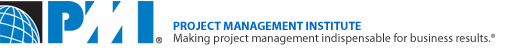 PMI®
PROJECT MANAGEMENT INSTITUTE
Making project management indispensable for business results.®